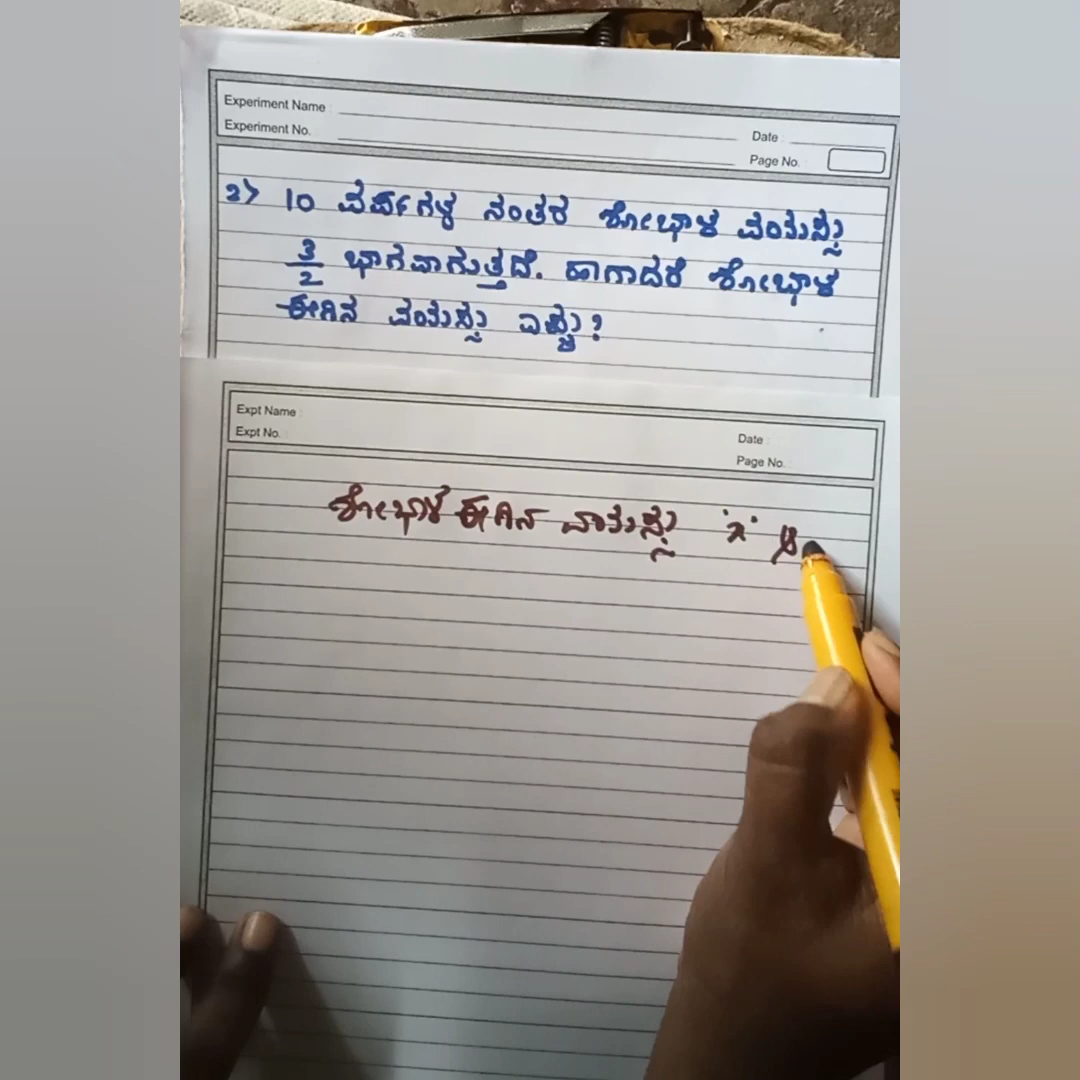 Experiment Name
Date
Experiment No.
Page No.
೨) 10 ವರ್ಷಗಳ ನಂತರ ಶೋಭಾಳ ವಯಸ್ಸು
3/2 ಭಾಗವಾಗುತ್ತದೆ. ಹಾಗಾದರೆ ಶೋಭಾಳ
ಈಗಿನ ವಯಸ್ಸು ಎಷ್ಟು?
Expt Name :
Date :
Expt No. :
Page No.
ಶೋಭಾಳ ಈಗಿನ ವಯಸ್ಸು 'x'